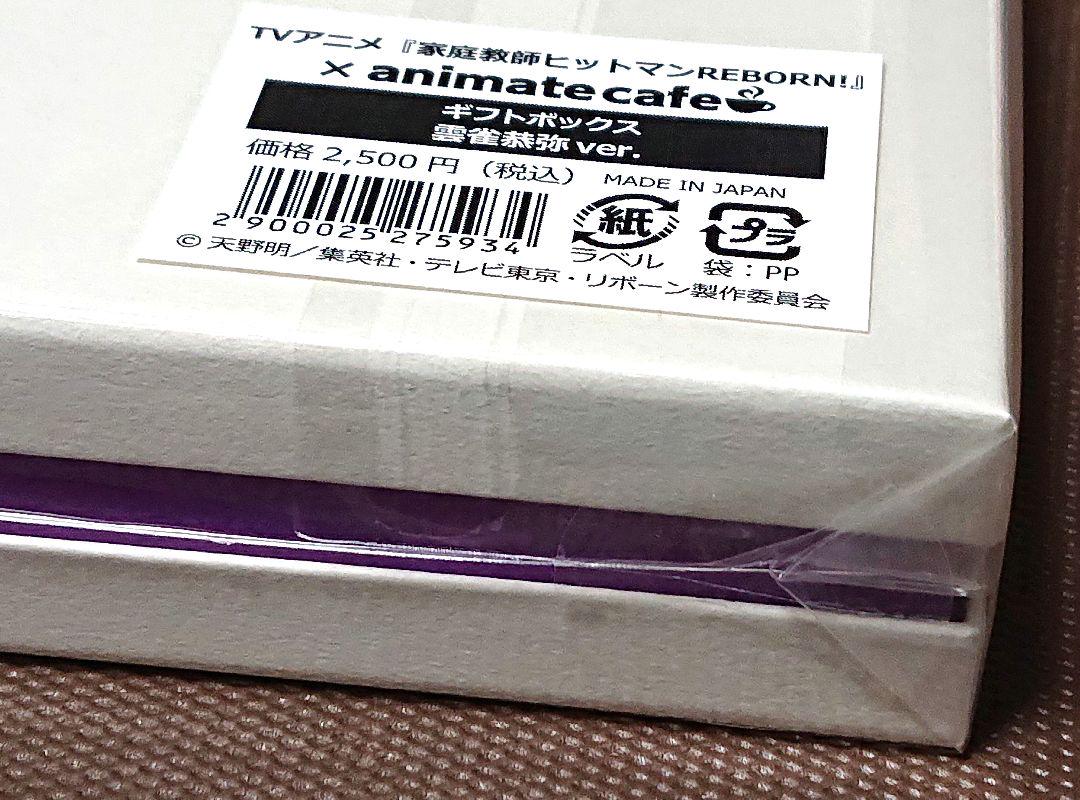 TVアニメ『家庭教師ヒットマンREBORN!』
× animate cafe
ギフトボックス
雲雀恭弥 ver.
価格 2,500 円 (税込)
MADE IN JAPAN
2 900025 275934
紙
ラベル
プラ
袋：PP
© 天野明／集英社・テレビ東京・リボーン製作委員会